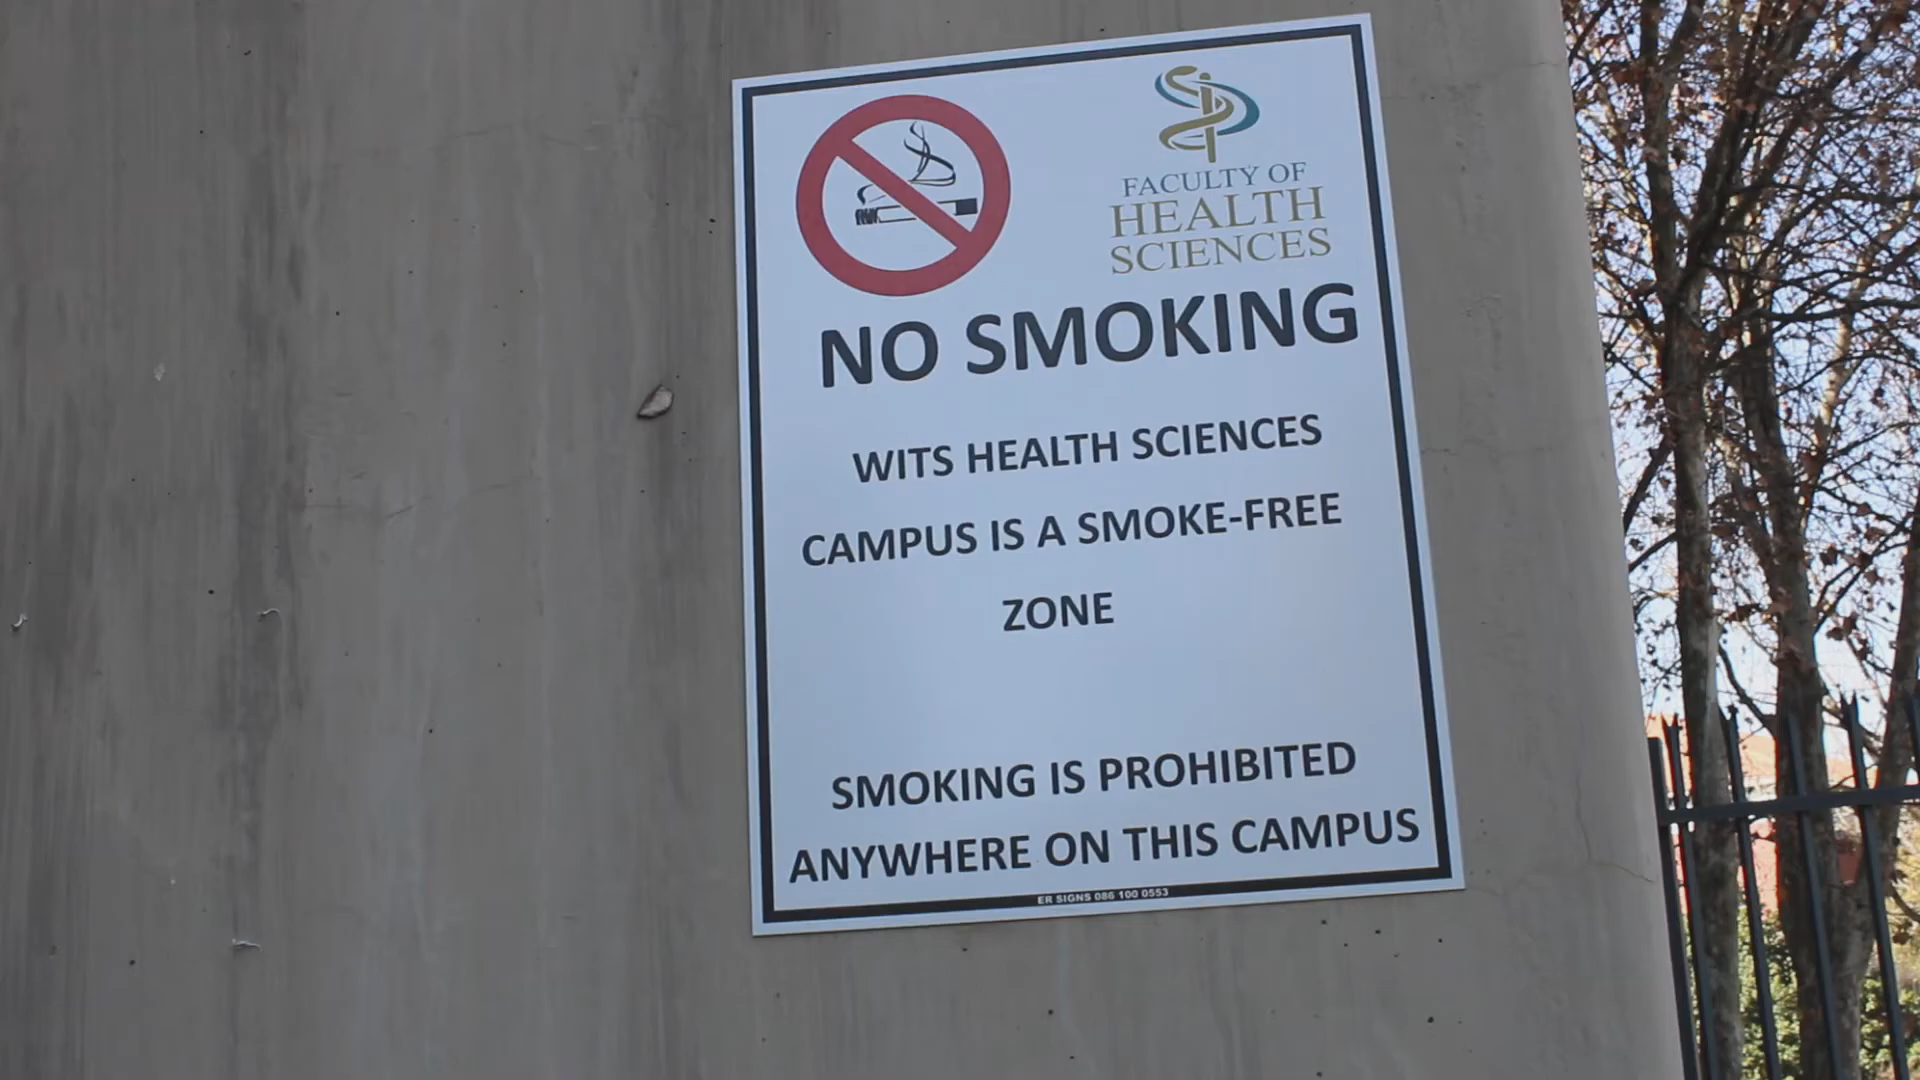 FACULTY OF
HEALTH
SCIENCES
NO SMOKING
WITS HEALTH SCIENCES
CAMPUS IS A SMOKE-FREE
ZONE
SMOKING IS PROHIBITED
ANYWHERE ON THIS CAMPUS
ER SIGNS 086 100 0553